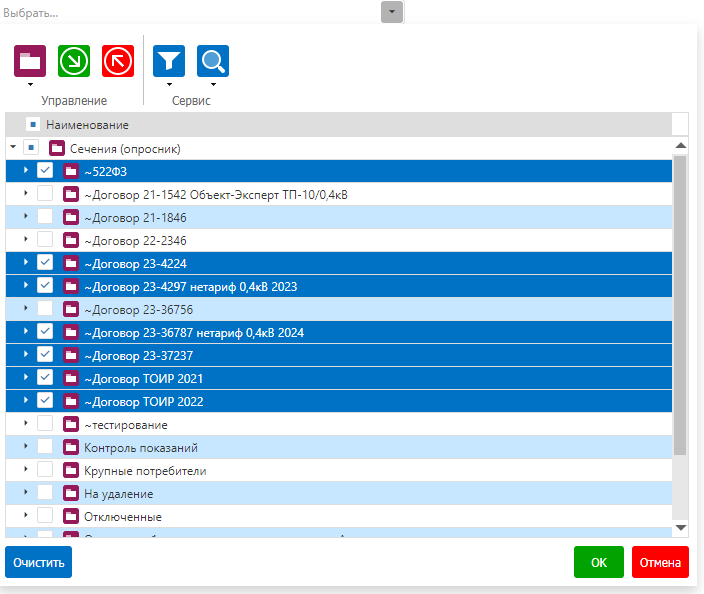 Выбрать...
Управление
Сервис
Наименование
Сечения (опросник)
~522ФЗ
~Договор 21-1542 Объект-Эксперт ТП-10/0,4кВ
~Договор 21-1846
~Договор 22-2346
~Договор 23-4224
~Договор 23-4297 нетариф 0,4кВ 2023
~Договор 23-36756
~Договор 23-36787 нетариф 0,4кВ 2024
~Договор 23-37237
~Договор ТОИР 2021
~Договор ТОИР 2022
~тестирование
Контроль показаний
Крупные потребители
На удаление
Отключенные
Очистить
ОК
Отмена